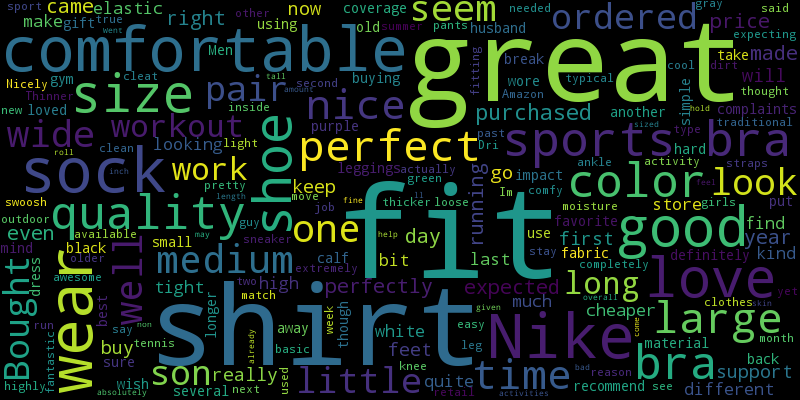 sport came elastic make gift true right now coverage old using other summer pants husband needed gray said
comfortable great seem ordered price expecting
Men size pair buying nice fitting wore break Amazon typical cool dirt take made will thought
Nicely gym tall cleat second amount
Thinner new loved inside purchased another simple complaints traditional
wide workout purple perfect past Dri sports bra hold sized type
clean looking light shoe leggings actually running go impact ankle hard activity straps
roll sock inch work pretty keep green Im comfy color feel look
swoosh quality length move fine thicker loose moisture store girls put
outdoor even available guy job one help day use favorite good year find
mind black small sneaker bit last stay first fabric definitely kind
Bought dress older well medium calf extremely fit completely love yet
awesome wear tight longer two high perfectly expected long overall clothes skin
run best match much cheaper large month
fantastic say non may shirt away week though white given easy Nike come material back
buy tennis already basic feet leg little knee bra support
highly sure son really quite time bad reason recommend see different
wish several next used retail activities
absolutely went